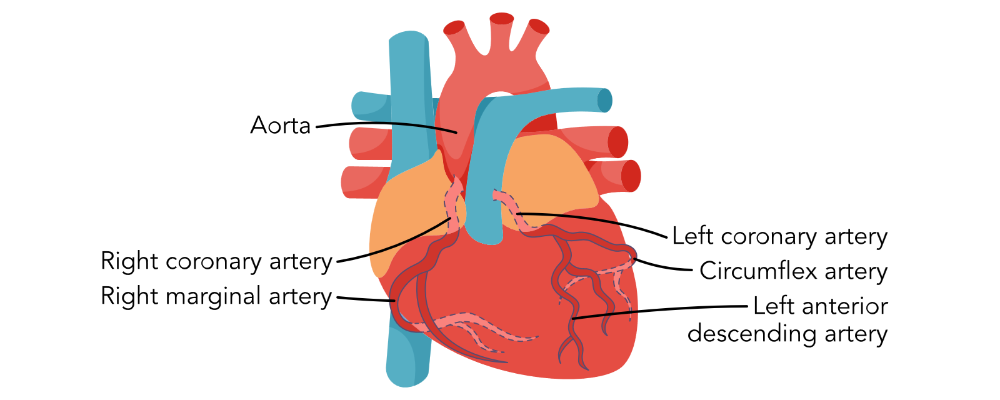 Aorta
Right coronary artery
Right marginal artery
Left coronary artery
Circumflex artery
Left anterior
descending artery